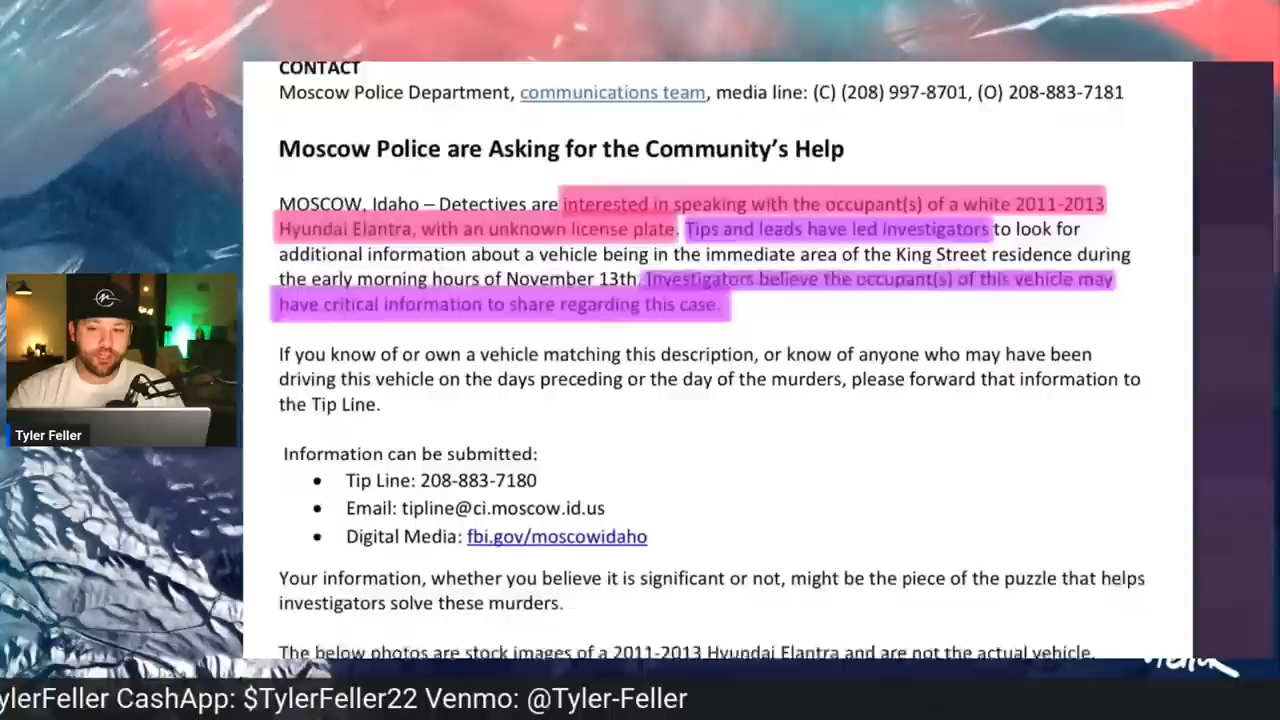 CONTACT
Moscow Police Department, communications team, media line: (C) (208) 997-8701, (O) 208-883-7181
Moscow Police are Asking for the Community's Help
MOSCOW, Idaho – Detectives are interested in speaking with the occupant(s) of a white 2011-2013
Hyundai Elantra, with an unknown license plate. Tips and leads have led investigators to look for
additional information about a vehicle being in the immediate area of the King Street residence during
the early morning hours of November 13th. Investigators believe the occupant(s) of this vehicle may
have critical information to share regarding this case.
If you know of or own a vehicle matching this description, or know of anyone who may have been
driving this vehicle on the days preceding or the day of the murders, please forward that information to
the Tip Line.
Information can be submitted:
• Tip Line: 208-883-7180
• Email: tipline@ci.moscow.id.us
• Digital Media: fbi.gov/moscowidaho
Your information, whether you believe it is significant or not, might be the piece of the puzzle that helps
investigators solve these murders.
The below photos are stock images of a 2011-2013 Hyundai Elantra and are not the actual vehicle.
Tyler Feller
ylerFeller CashApp: $TylerFeller22 Venmo: @Tyler-Feller